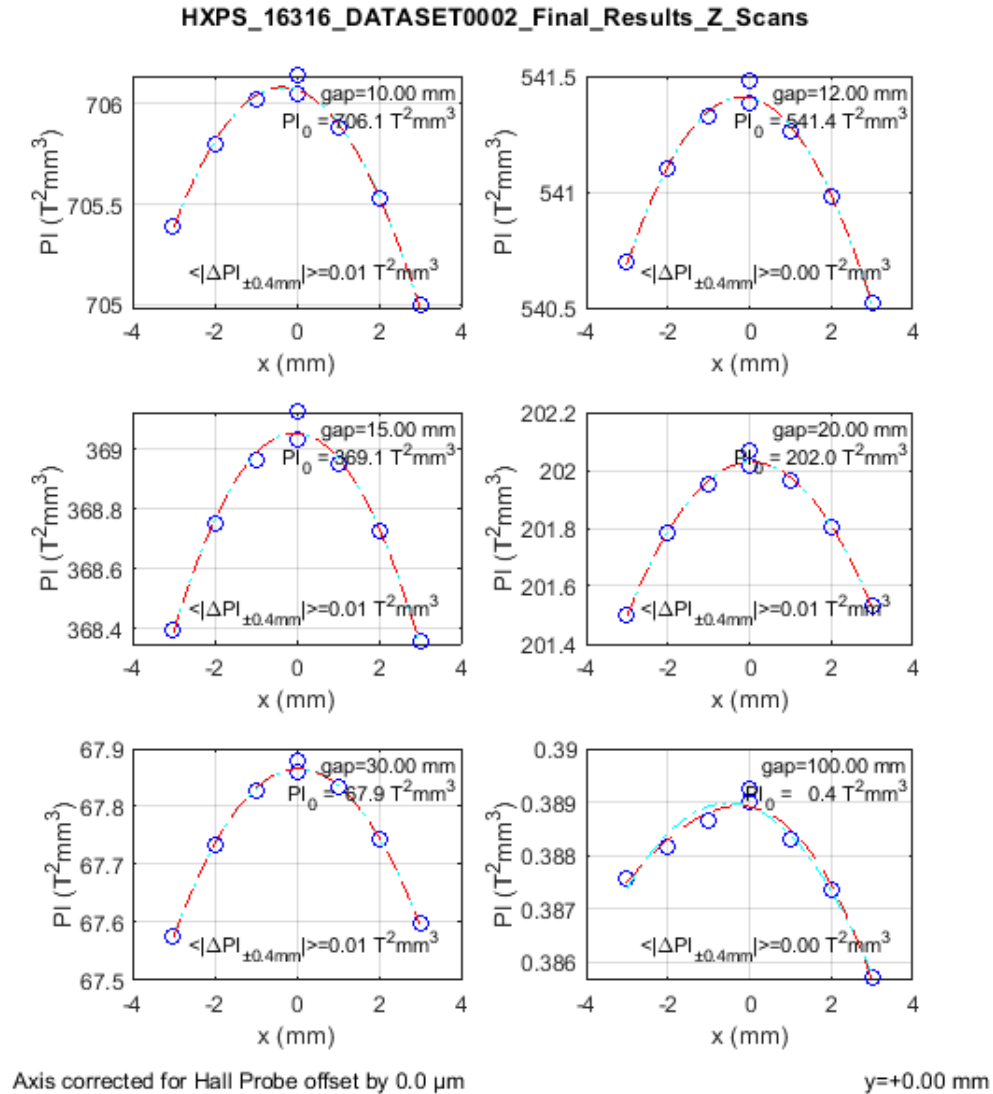 HXPS_16316_DATASET0002_Final_Results_Z_Scans
706
705.5
705
PI (T²mm³)
gap=10.00 mm
PI₀ = 706.1 T²mm³
<|ΔPI±0.4mm|>=0.01 T²mm³
-4 -2 0 2 4
x (mm)
541.5
541
540.5
PI (T²mm³)
gap=12.00 mm
PI₀ = 541.4 T²mm³
<|ΔPI±0.4mm|>=0.00 T²mm³
-4 -2 0 2 4
x (mm)
369
368.8
368.6
368.4
PI (T²mm³)
gap=15.00 mm
PI₀ = 369.1 T²mm³
<|ΔPI±0.4mm|>=0.01 T²mm³
-4 -2 0 2 4
x (mm)
202.2
202
201.8
201.6
201.4
PI (T²mm³)
gap=20.00 mm
PI₀ = 202.0 T²mm³
<|ΔPI±0.4mm|>=0.01 T²mm³
-4 -2 0 2 4
x (mm)
67.9
67.8
67.7
67.6
67.5
PI (T²mm³)
gap=30.00 mm
PI₀ = 67.9 T²mm³
<|ΔPI±0.4mm|>=0.01 T²mm³
-4 -2 0 2 4
x (mm)
0.39
0.389
0.388
0.387
0.386
PI (T²mm³)
gap=100.00 mm
PI₀ = 0.4 T²mm³
<|ΔPI±0.4mm|>=0.00 T²mm³
-4 -2 0 2 4
x (mm)
Axis corrected for Hall Probe offset by 0.0 µm
y=+0.00 mm